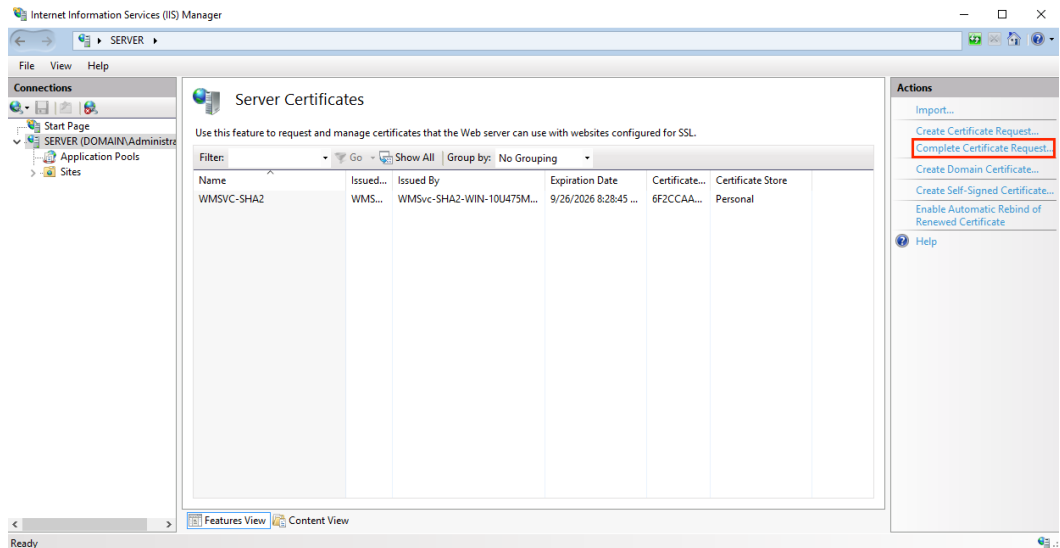 Internet Information Services (IIS) Manager
SERVER
File View Help
Connections
Start Page
SERVER (DOMAIN\Administra
Application Pools
Sites
Server Certificates
Use this feature to request and manage certificates that the Web server can use with websites configured for SSL.
Filter: Go Show All Group by: No Grouping
Name Issued... Issued By Expiration Date Certificate... Certificate Store
WMSVC-SHA2 WMS... WMSvc-SHA2-WIN-10U475M... 9/26/2026 8:28:45 ... 6F2CCAA... Personal
Features View Content View
Actions
Import...
Create Certificate Request...
Complete Certificate Request...
Create Domain Certificate...
Create Self-Signed Certificate...
Enable Automatic Rebind of
Renewed Certificate
Help
Ready